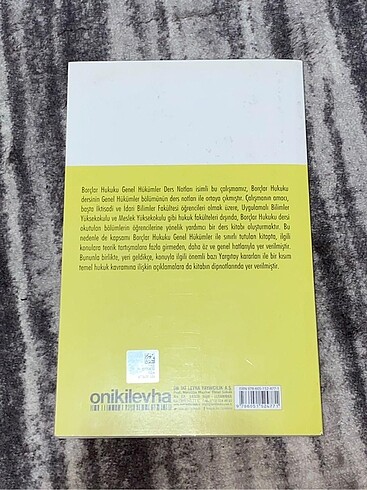 Borçlar Hukuku Genel Hükümler Ders Notları isimli bu çalışmamız, Borçlar Hukuku
dersinin Genel Hükümler bölümünün ders notları ile ortaya çıkmıştır. Çalışmanın amacı,
başta İktisadi ve İdari Bilimler Fakültesi öğrencileri olmak üzere, Uygulamalı Bilimler
Yüksekokulu ve Meslek Yüksekokulu gibi hukuk fakülteleri dışında, Borçlar Hukuku dersi
okutulan bölümlerin öğrencilerine yönelik yardımcı bir ders kitabı oluşturmaktır. Bu
nedenle de kapsamı Borçlar Hukuku Genel Hükümler ile sınırlı tutulan kitapta, ilgili
konulara teorik tartışmalara fazla girmeden, daha öz ve genel hatlarıyla yer verilmiştir.
Bununla birlikte, yeri geldikçe, konuyla ilgili önemli bazı Yargıtay kararları ile bir kısım
temel hukuk kavramına ilişkin açıklamalara da kitabın dipnotlarında yer verilmiştir.
onikilevha
ON İKİ LEVHA YAYINCILIK A.Ş.